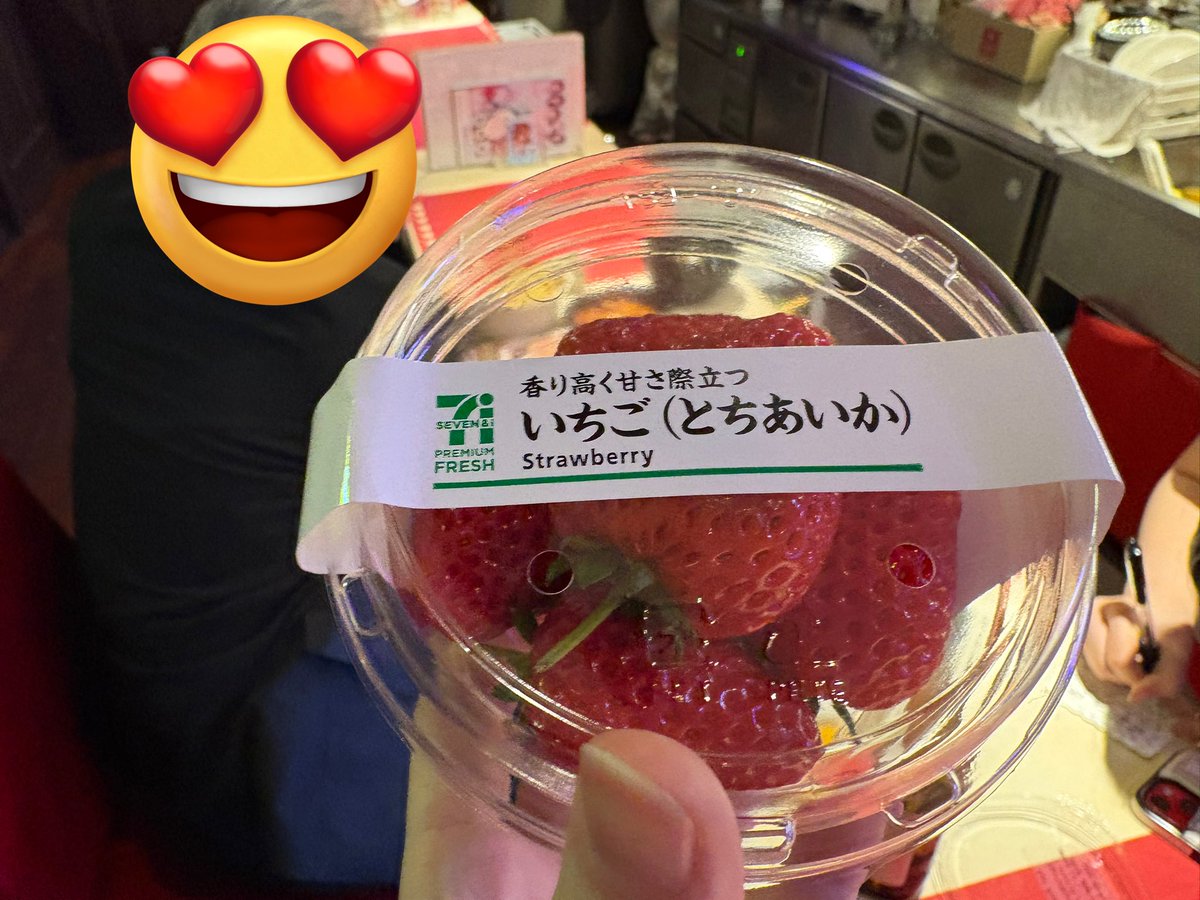 香り高く甘さ際立つ
いちご(とちあいか)
Strawberry
SEVEN & i
PREMIUM
FRESH